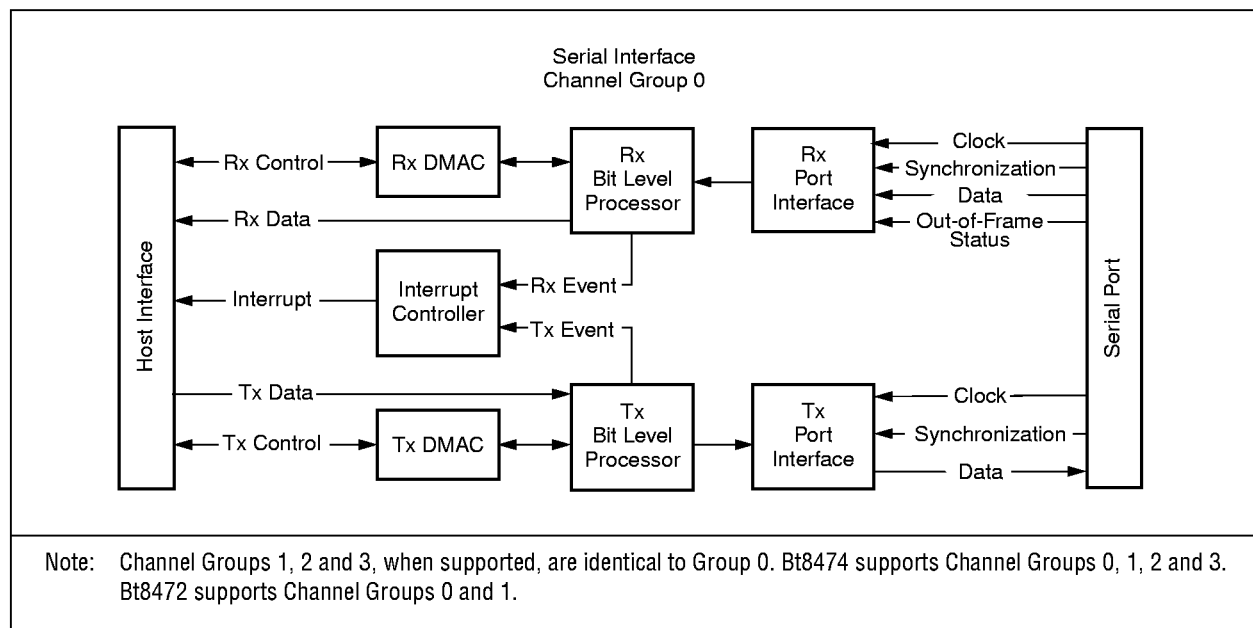 Serial Interface
Channel Group 0
Host Interface
Rx Control
Rx DMAC
Rx
Bit Level
Processor
Rx
Port
Interface
Clock
Synchronization
Data
Out-of-Frame
Status
Serial Port
Rx Data
Interrupt
Interrupt
Controller
Rx Event
Tx Event
Tx Data
Tx Control
Tx DMAC
Tx
Bit Level
Processor
Tx
Port
Interface
Clock
Synchronization
Data
Note: Channel Groups 1, 2 and 3, when supported, are identical to Group 0. Bt8474 supports Channel Groups 0, 1, 2 and 3.
Bt8472 supports Channel Groups 0 and 1.